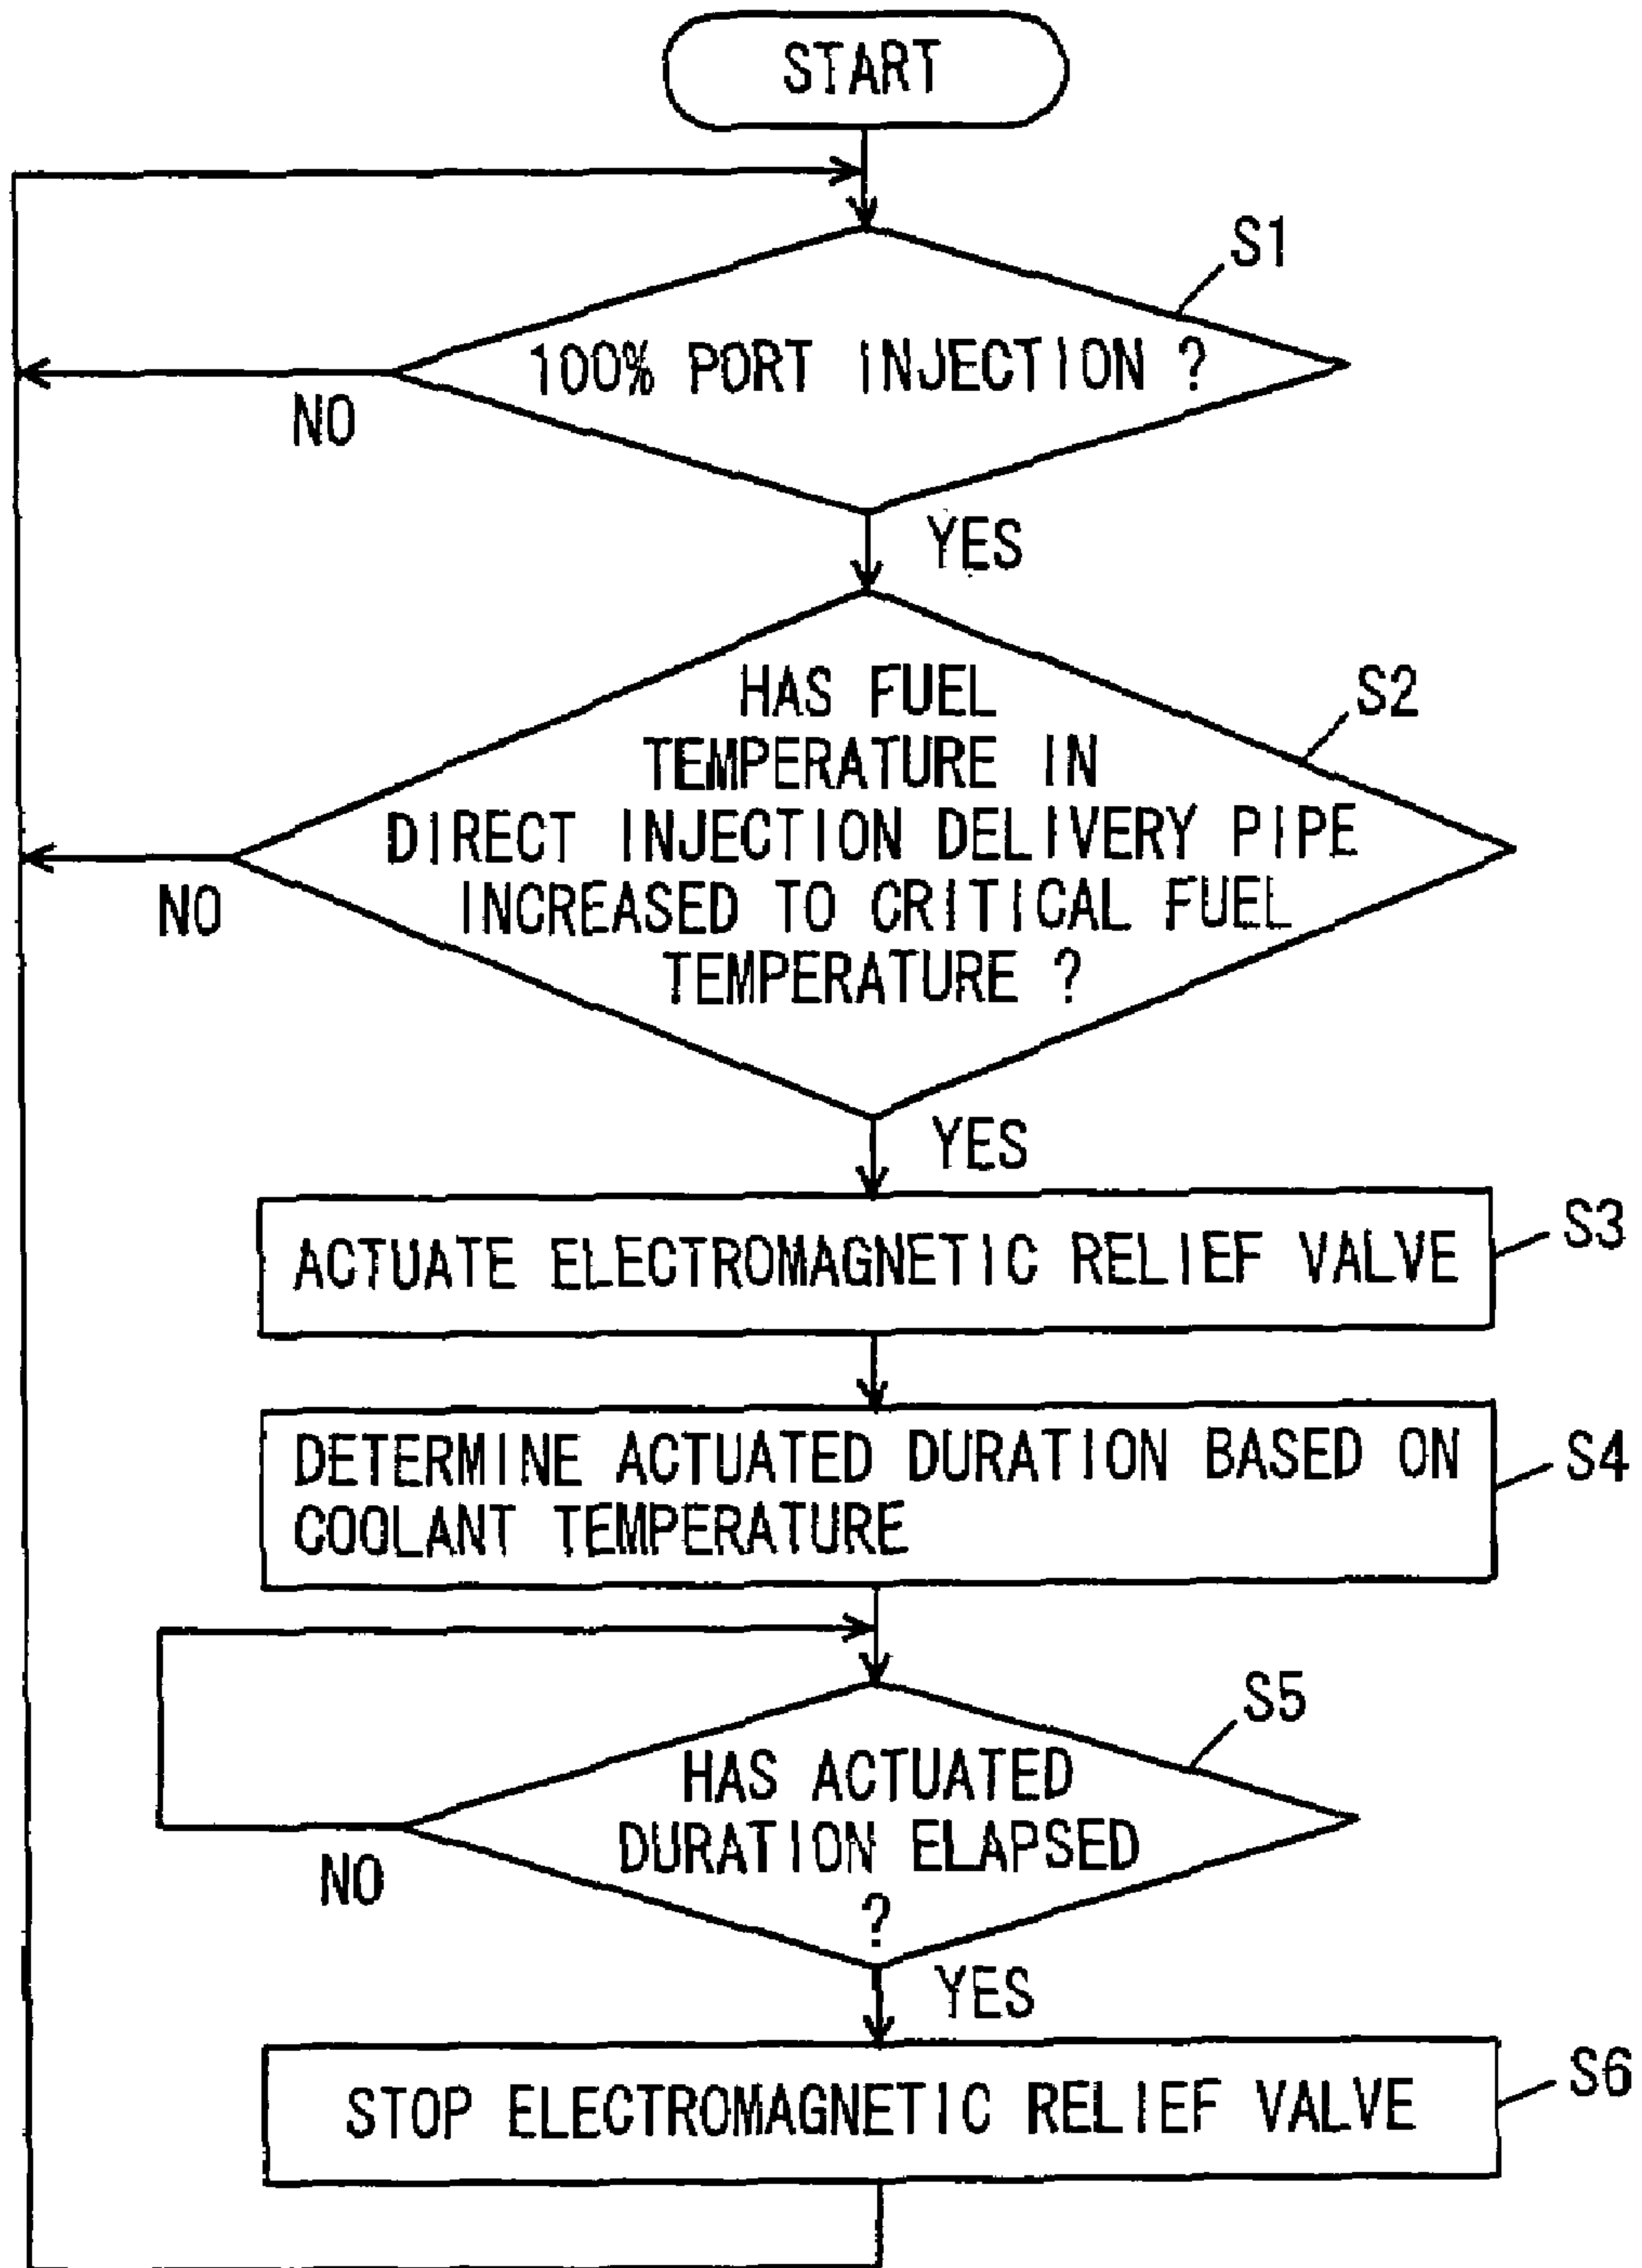 START
S1
100% PORT INJECTION ?
NO
YES
HAS FUEL
S2
TEMPERATURE IN
DIRECT INJECTION DELIVERY PIPE
INCREASED TO CRITICAL FUEL
NO
TEMPERATURE ?
YES
S3
ACTUATE ELECTROMAGNETIC RELIEF VALVE
DETERMINE ACTUATED DURATION BASED ON
S4
COOLANT TEMPERATURE
S5
HAS ACTUATED
DURATION ELAPSED
NO
?
YES
S6
STOP ELECTROMAGNETIC RELIEF VALVE